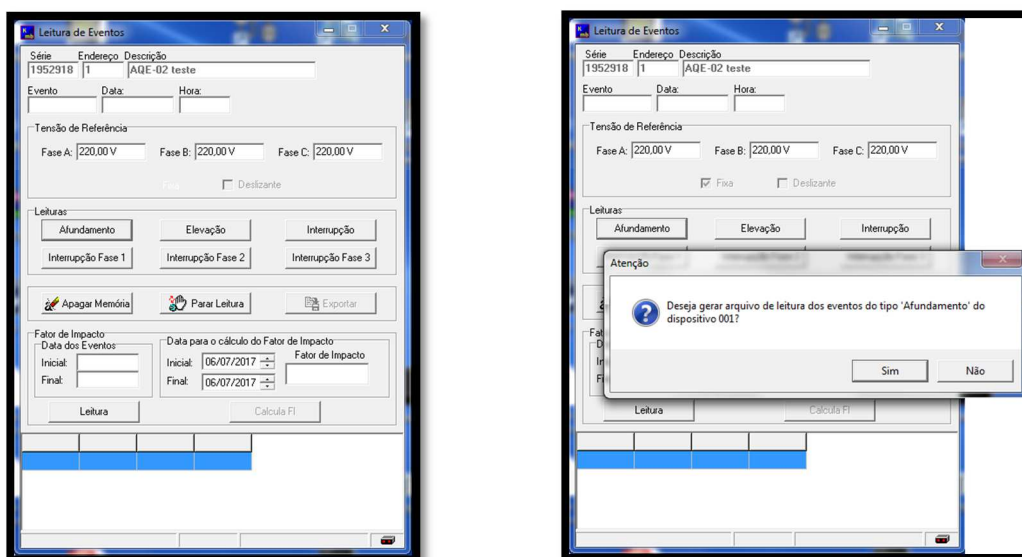 Leitura de Eventos
Série Endereço Descrição
1952918 1 AQE-02 teste
Evento Data: Hora:
Tensão de Referência
Fase A: 220,00 V Fase B: 220,00 V Fase C: 220,00 V
Fixa Deslizante
Leituras
Afundamento Elevação Interrupção
Interrupção Fase 1 Interrupção Fase 2 Interrupção Fase 3
Apagar Memória Parar Leitura Exportar
Fator de Impacto
Data dos Eventos Data para o cálculo do Fator de Impacto
Inicial: Inicial: 06/07/2017 Fator de Impacto
Final: Final: 06/07/2017
Leitura Calcula FI
Leitura de Eventos
Série Endereço Descrição
1952918 1 AQE-02 teste
Evento Data: Hora:
Tensão de Referência
Fase A: 220,00 V Fase B: 220,00 V Fase C: 220,00 V
Fixa Deslizante
Leituras
Afundamento Elevação Interrupção
Atenção
Deseja gerar arquivo de leitura dos eventos do tipo 'Afundamento' do
dispositivo 001?
Sim Não
Leitura Calcula FI